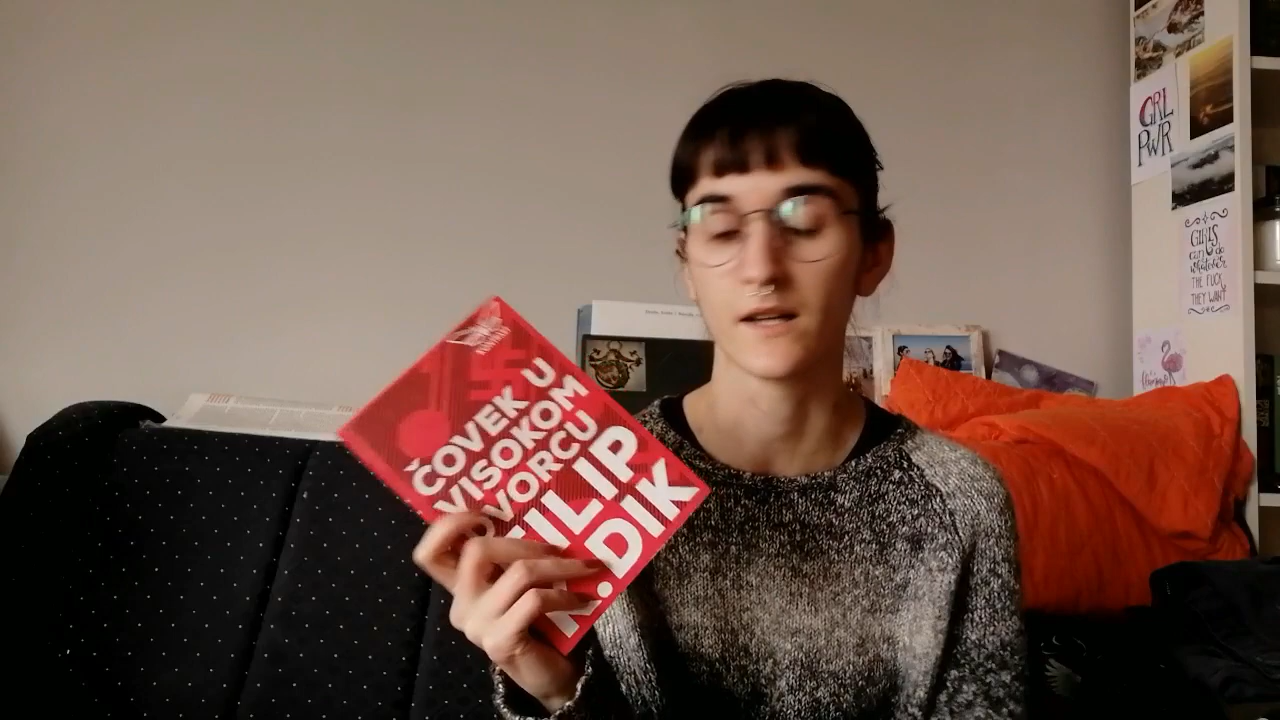 ČOVEK U
VISOKOM
DVORCU
FILIP
K. DIK
GRL
PWR
GIRLS
can do
whatever
THE FUCK
THEY WANT